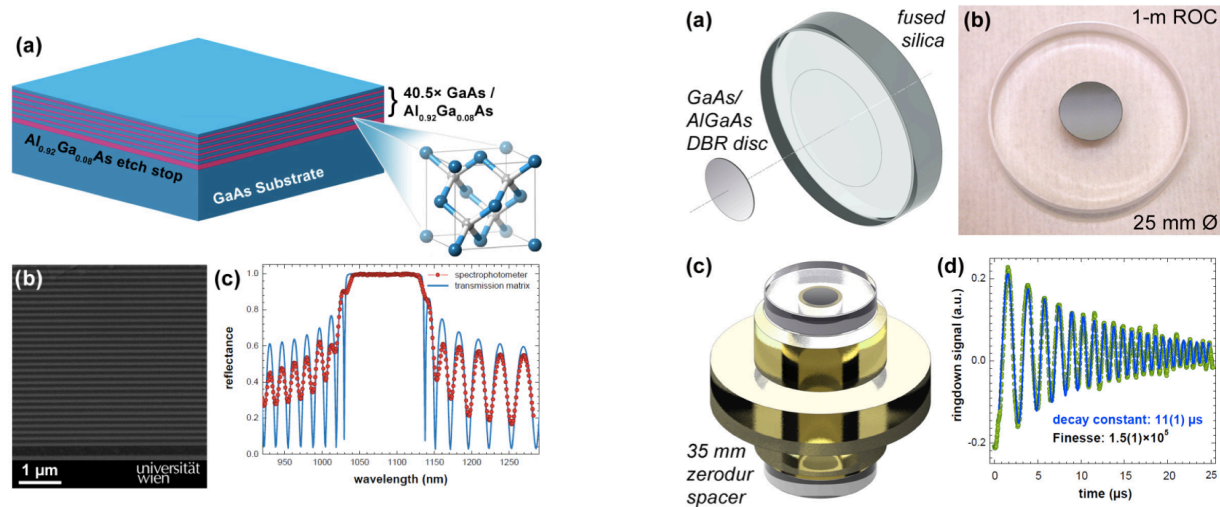 (a)
40.5× GaAs /
Al0.92Ga0.08As
Al0.92Ga0.08As etch stop
GaAs Substrate
(b)
1 µm
universität
wien
(c)
spectrophotometer
transmission matrix
reflectance
1.0
0.8
0.6
0.4
0.2
0.0
950
1000
1050
1100
1150
1200
1250
wavelength (nm)
(a)
fused
silica
GaAs/
AlGaAs
DBR disc
(b)
1-m ROC
25 mm Ø
(c)
35 mm
zerodur
spacer
(d)
ringdown signal (a.u.)
0.2
0.0
-0.2
decay constant: 11(1) µs
Finesse: 1.5(1)×10⁵
0
5
10
15
20
25
time (µs)